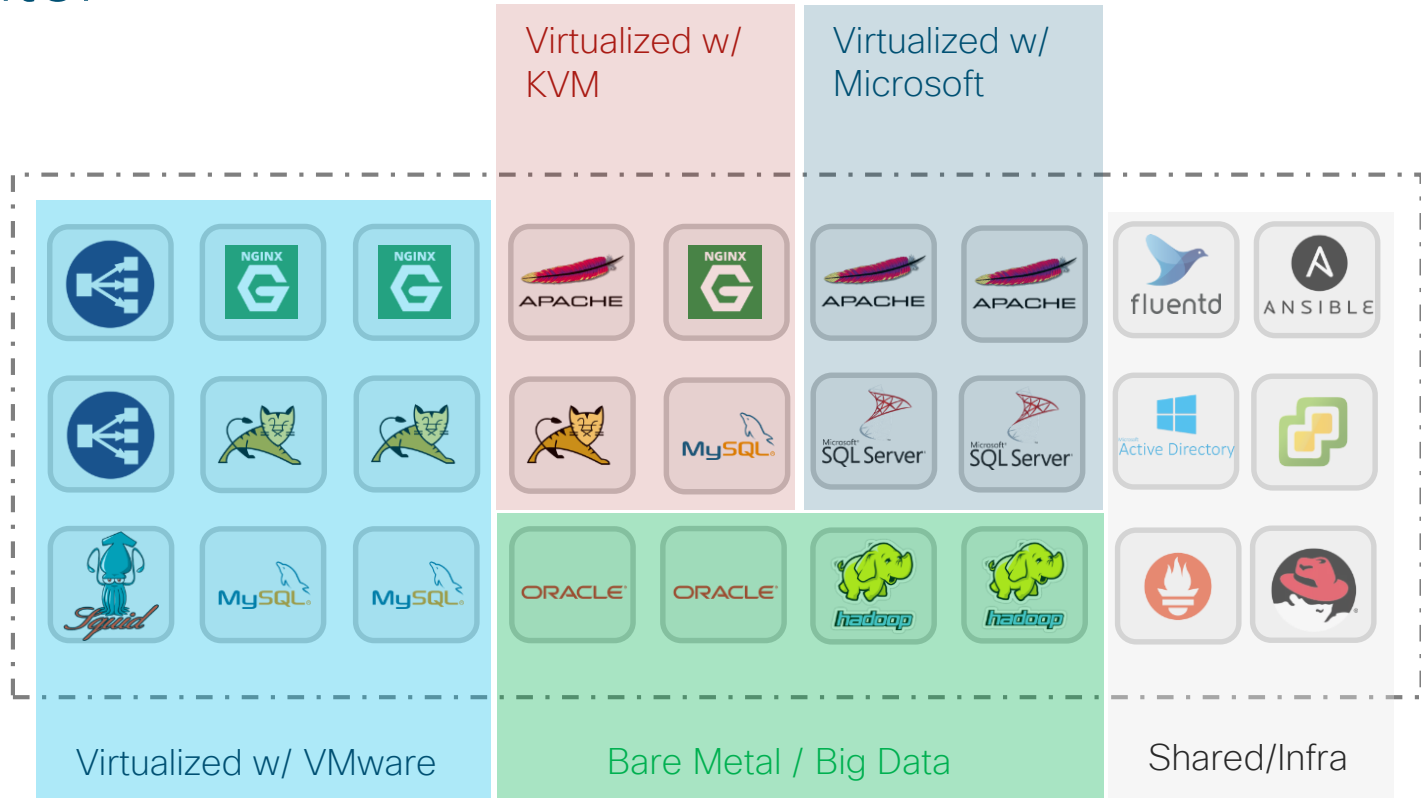 Virtualized w/
KVM
Virtualized w/
Microsoft
NGINX
NGINX
APACHE
NGINX
APACHE
APACHE
fluentd
ANSIBLE
MySQL
Microsoft®
SQL Server
Microsoft®
SQL Server
Microsoft
Active Directory
Squid
MySQL®
MySQL®
ORACLE®
ORACLE®
hadoop
hadoop
Virtualized w/ VMware
Bare Metal / Big Data
Shared/Infra